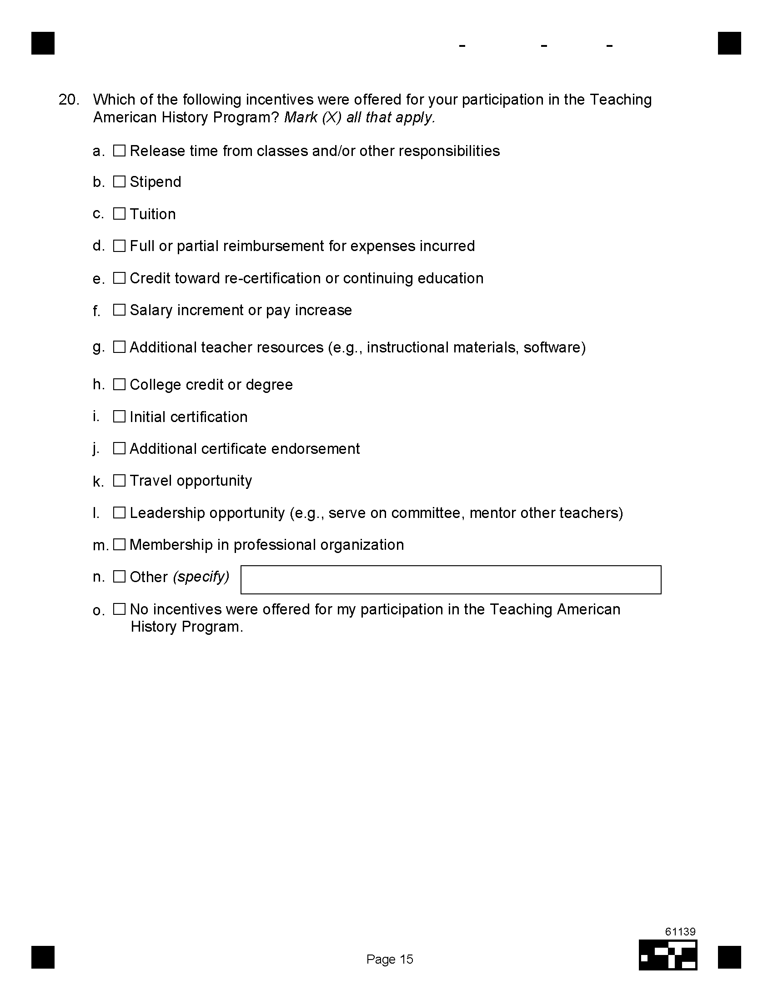 - - -
20. Which of the following incentives were offered for your participation in the Teaching
American History Program? Mark (X) all that apply.
a. Release time from classes and/or other responsibilities
b. Stipend
c. Tuition
d. Full or partial reimbursement for expenses incurred
e. Credit toward re-certification or continuing education
f. Salary increment or pay increase
g. Additional teacher resources (e.g., instructional materials, software)
h. College credit or degree
i. Initial certification
j. Additional certificate endorsement
k. Travel opportunity
l. Leadership opportunity (e.g., serve on committee, mentor other teachers)
m. Membership in professional organization
n. Other (specify)
o. No incentives were offered for my participation in the Teaching American
History Program.
61139
Page 15